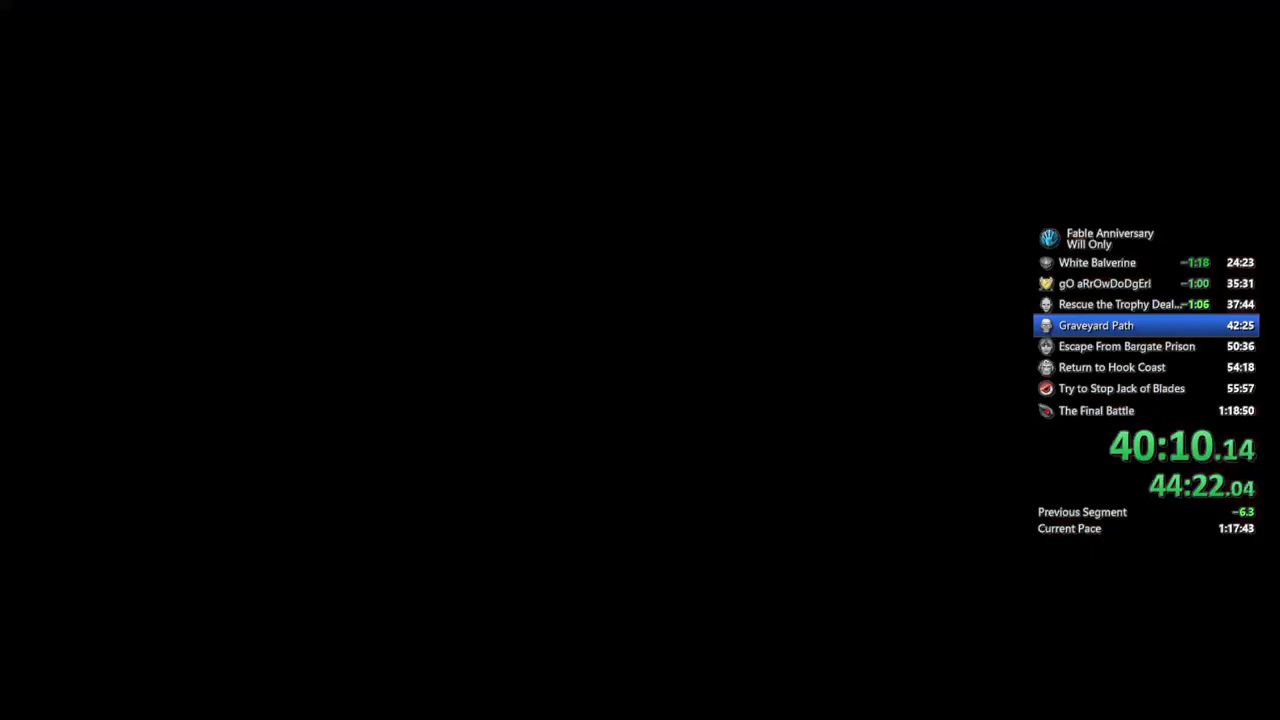 Fable Anniversary
Will Only
White Balverine −1:18 24:23
gO aRrOwDoDgEr! −1:00 35:31
Rescue the Trophy Deal... −1:06 37:44
Graveyard Path 42:25
Escape From Bargate Prison 50:36
Return to Hook Coast 54:18
Try to Stop Jack of Blades 55:57
The Final Battle 1:18:50
40:10.14
44:22.04
Previous Segment −6.3
Current Pace 1:17:43